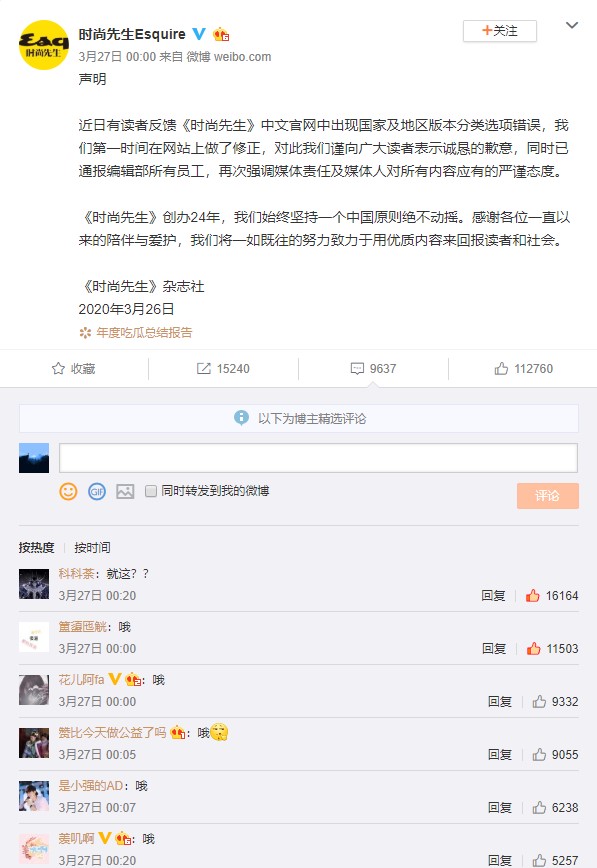 Esq
时尚先生
时尚先生Esquire
+关注
3月27日 00:00 来自 微博 weibo.com
声明
近日有读者反馈《时尚先生》中文官网中出现国家及地区版本分类选项错误，我
们第一时间在网站上做了修正，对此我们谨向广大读者表示诚恳的歉意，同时已
通报编辑部所有员工，再次强调媒体责任及媒体人对所有内容应有的严谨态度。
《时尚先生》创办24年，我们始终坚持一个中国原则绝不动摇。感谢各位一直以
来的陪伴与爱护，我们将一如既往的努力致力于用优质内容来回报读者和社会。
《时尚先生》杂志社
2020年3月26日
年度吃瓜总结报告
收藏
15240
9637
112760
以下为博主精选评论
GIF
同时转发到我的微博
评论
按热度
按时间
科科荼：就这？？
3月27日 00:20
回复
16164
：哦
3月27日 00:00
回复
11503
花儿阿fa ：哦
3月27日 00:00
回复
9332
赞比今天做公益了吗 ：哦
3月27日 00:05
回复
9055
是小强的AD：哦
3月27日 00:07
回复
6238
羡叽啊 ：哦
3月27日 00:20
回复
5257